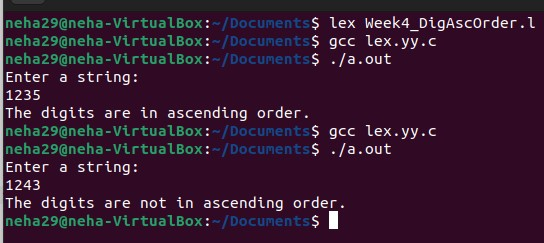 neha29@neha-VirtualBox:~/Documents$ lex Week4_DigAscOrder.l
neha29@neha-VirtualBox:~/Documents$ gcc lex.yy.c
neha29@neha-VirtualBox:~/Documents$ ./a.out
Enter a string:
1235
The digits are in ascending order.
neha29@neha-VirtualBox:~/Documents$ gcc lex.yy.c
neha29@neha-VirtualBox:~/Documents$ ./a.out
Enter a string:
1243
The digits are not in ascending order.
neha29@neha-VirtualBox:~/Documents$